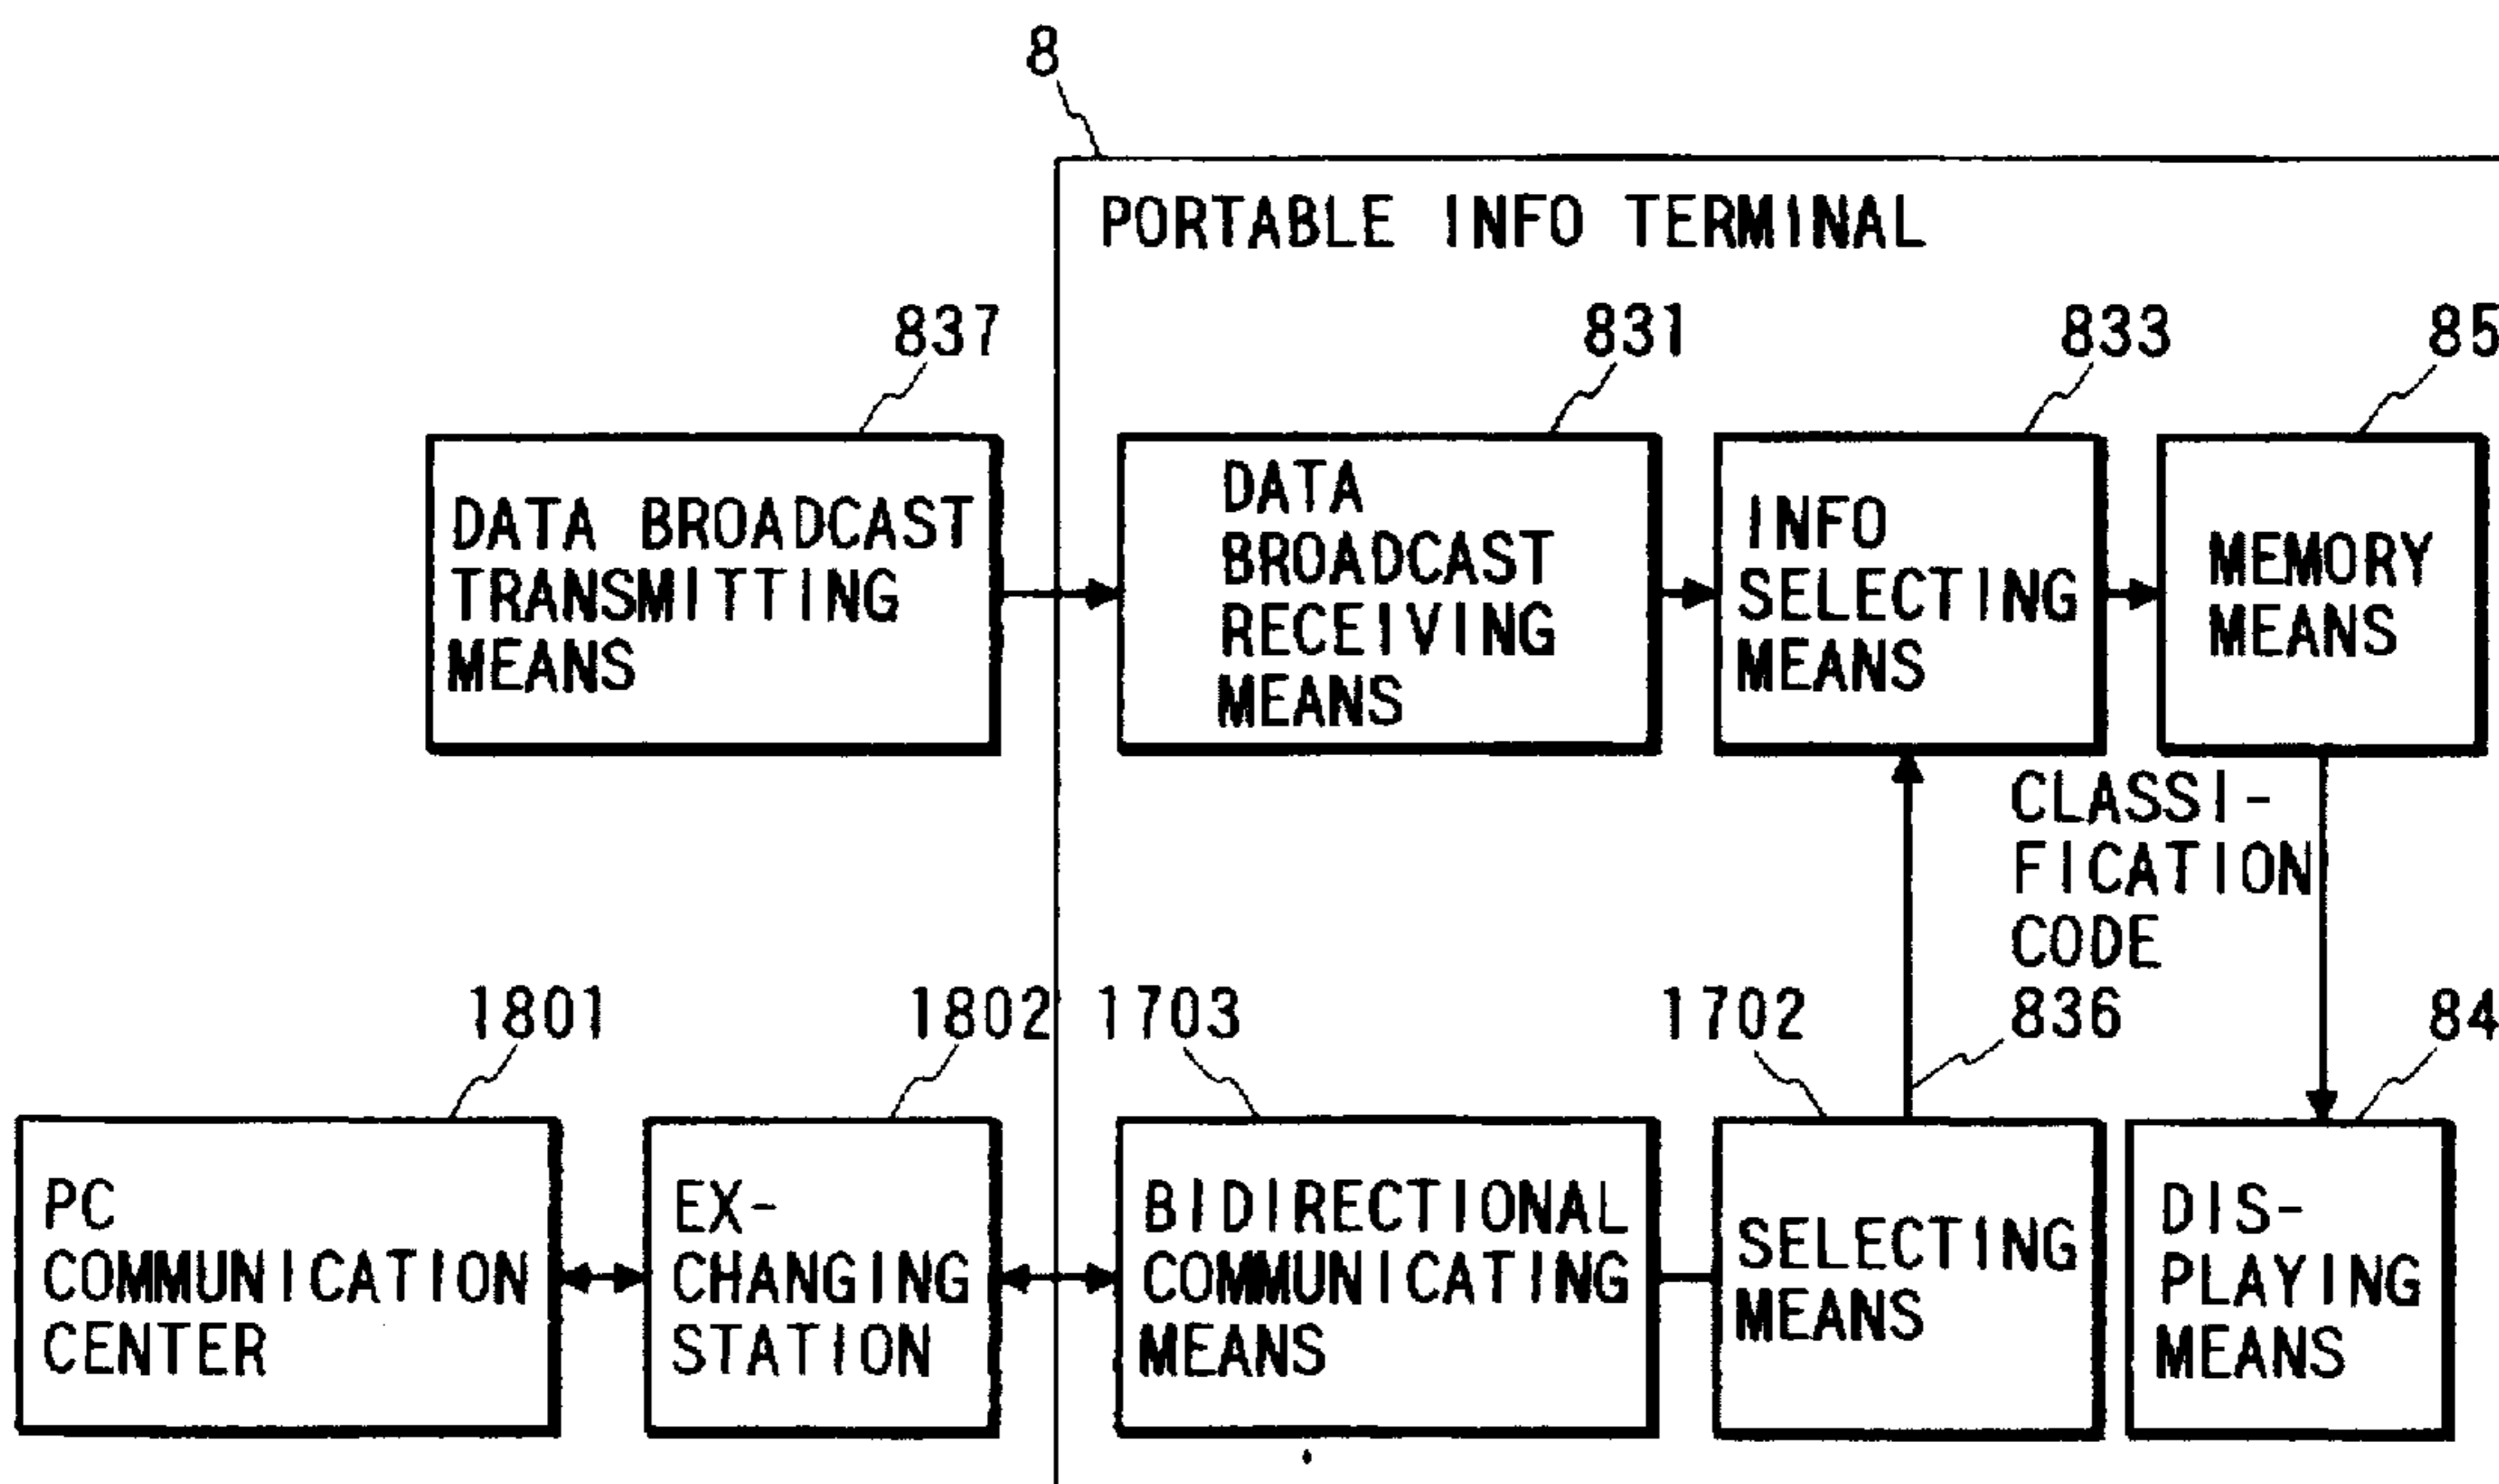 8
PORTABLE INFO TERMINAL
837
831
833
85
DATA BROADCAST
TRANSMITTING
MEANS
DATA
BROADCAST
RECEIVING
MEANS
INFO
SELECTING
MEANS
MEMORY
MEANS
CLASSI-
FICATION
CODE
836
1801
1802
1703
1702
84
PC
COMMUNICATION
CENTER
EX-
CHANGING
STATION
BIDIRECTIONAL
COMMUNICATING
MEANS
SELECTING
MEANS
DIS-
PLAYING
MEANS